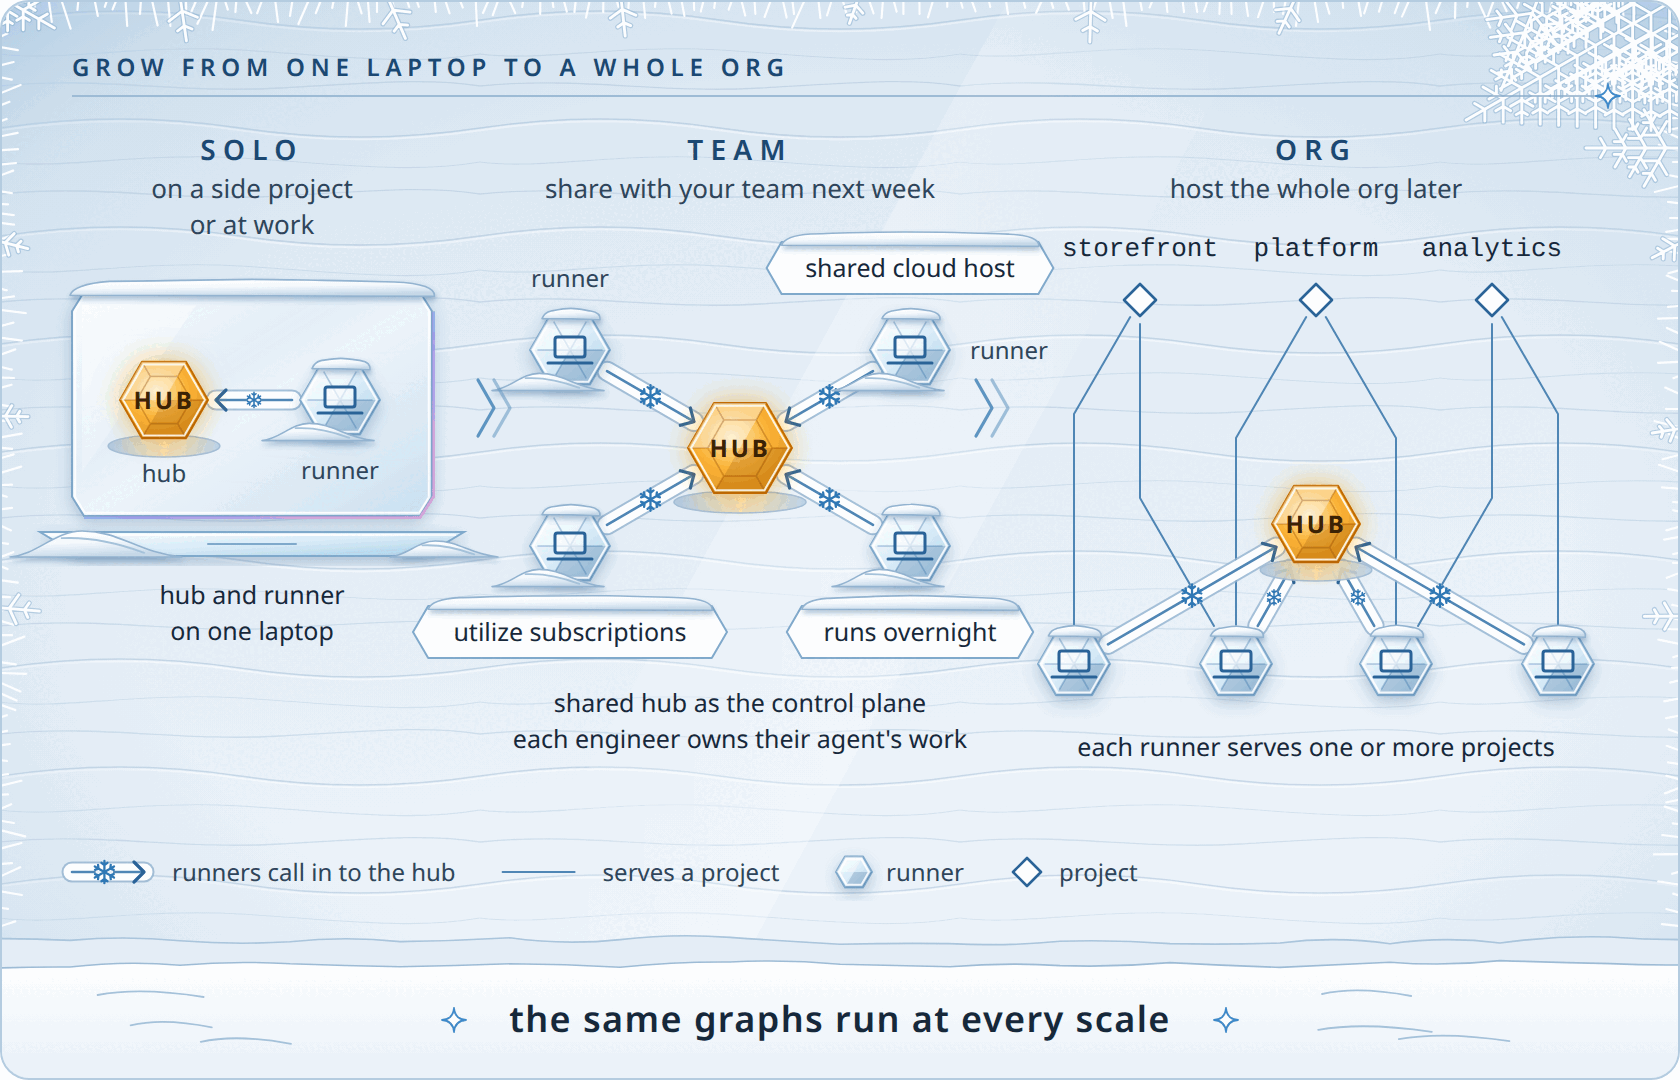 GROW FROM ONE LAPTOP TO A WHOLE ORG
SOLO
on a side project
or at work
HUB
hub
runner
hub and runner
on one laptop
TEAM
share with your team next week
runner
shared cloud host
runner
HUB
utilize subscriptions
runs overnight
shared hub as the control plane
each engineer owns their agent's work
ORG
host the whole org later
storefront platform analytics
HUB
each runner serves one or more projects
runners call in to the hub
serves a project
runner
project
the same graphs run at every scale